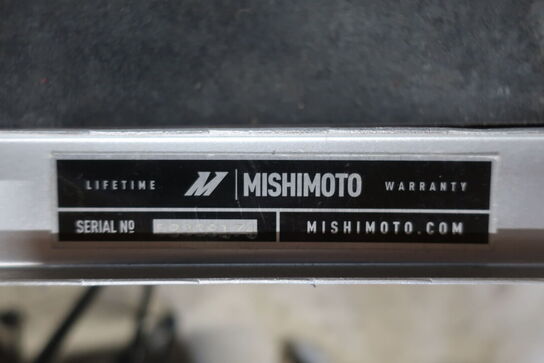 LIFETIME MISHIMOTO WARRANTY
SERIAL Nº MISHIMOTO.COM